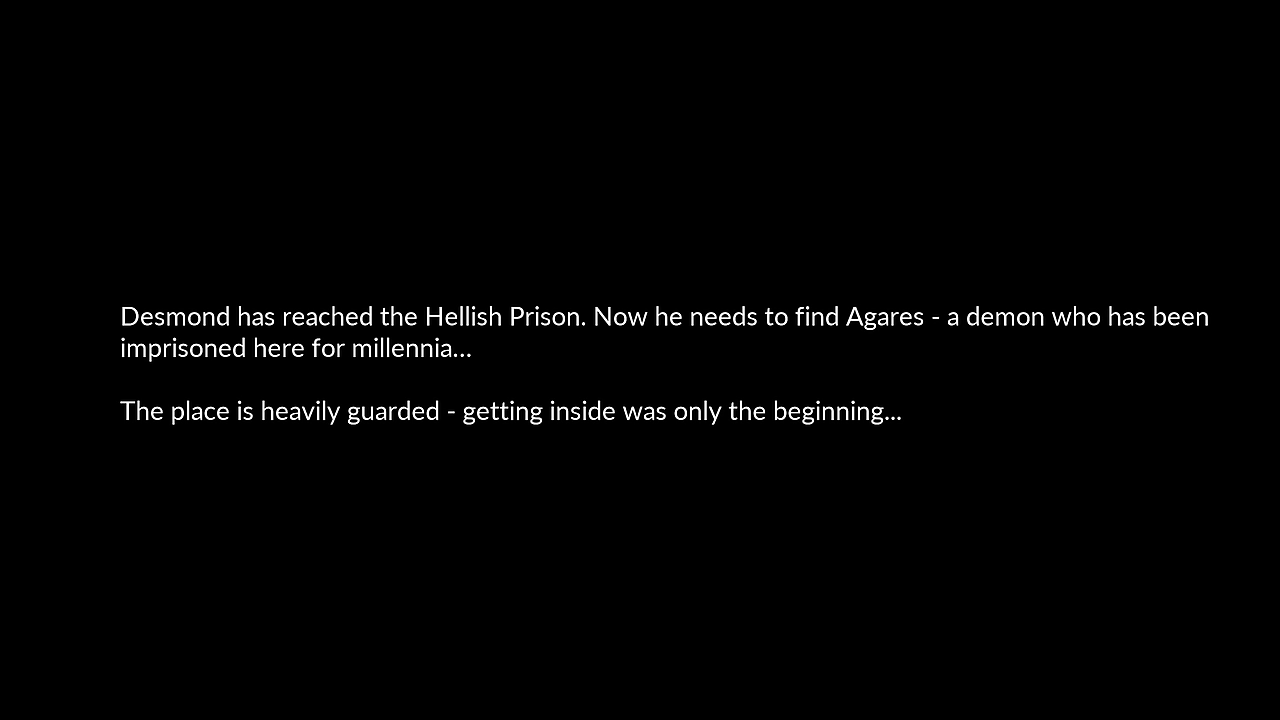 Desmond has reached the Hellish Prison. Now he needs to find Agares - a demon who has been
imprisoned here for millennia...
The place is heavily guarded - getting inside was only the beginning...